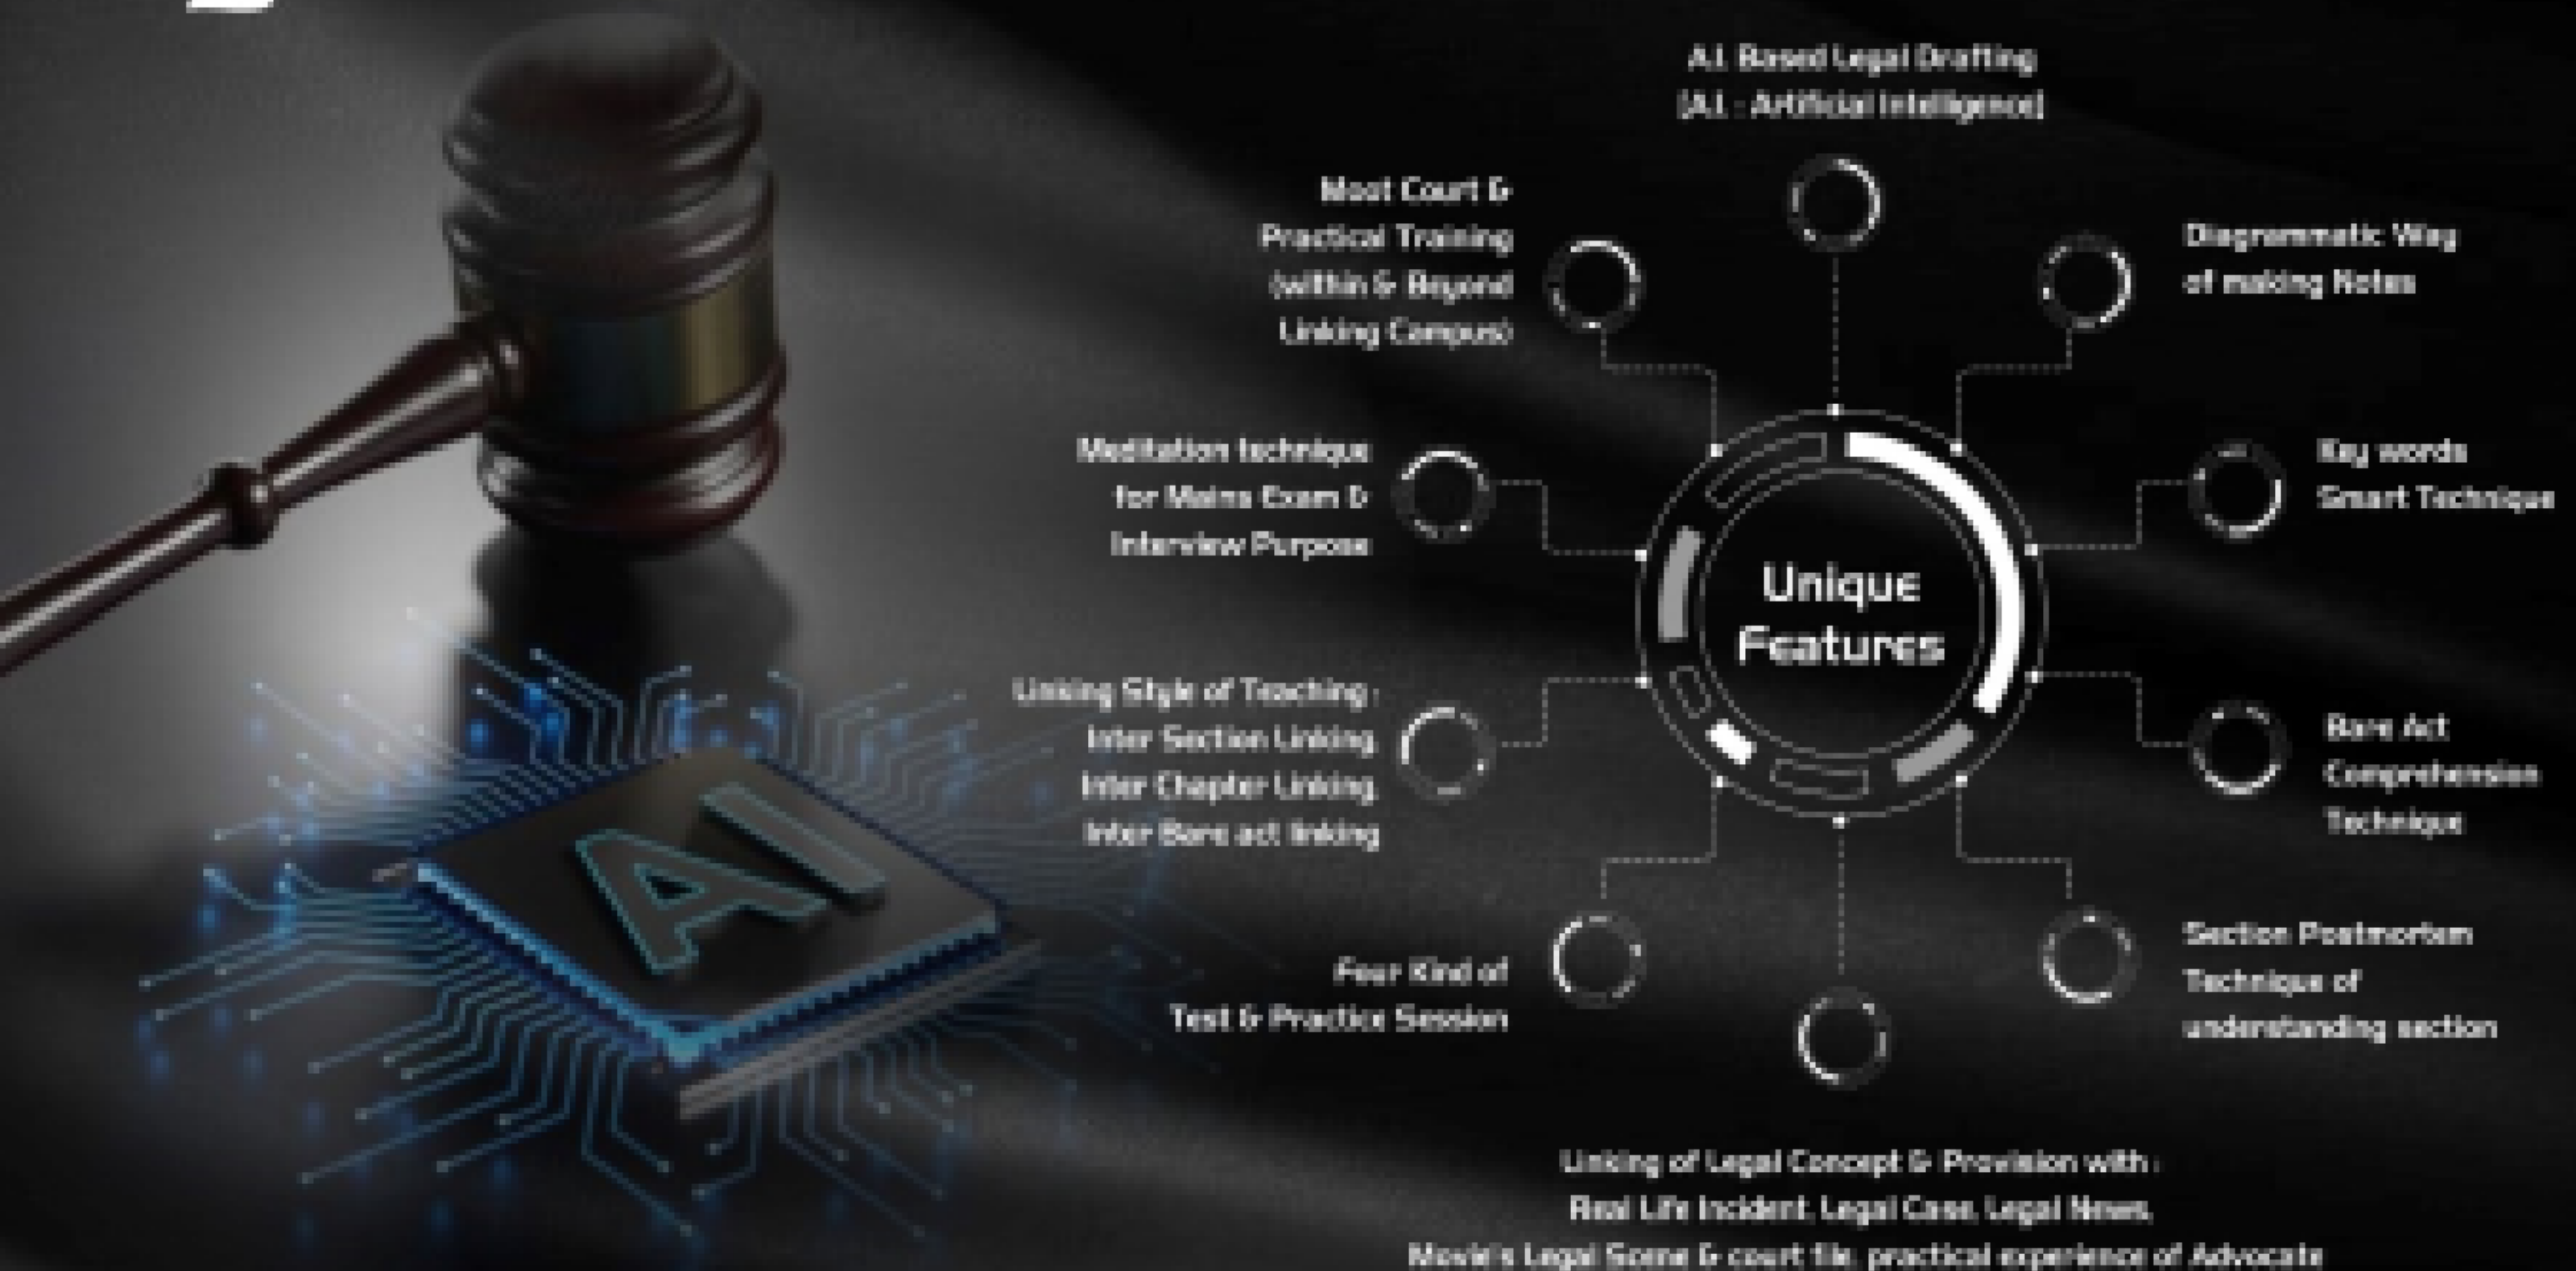 A.I. Based Legal Drafting
(A.I. : Artificial Intelligence)
Moot Court &
Practical Training
(within & Beyond
Linking Campus)
Diagrammatic Way
of making Notes
Meditation technique
for Mains Exam &
Interview Purpose
Key words
Smart Technique
Unique
Features
Linking Style of Teaching :
Inter Section Linking
Inter Chapter Linking
Inter Bare act linking
Bare Act
Comprehension
Technique
Four Kind of
Test & Practice Session
Section Postmortem
Technique of
understanding section
Linking of Legal Concept & Provision with :
Real Life Incident, Legal Case, Legal News,
Movie's Legal Scene & court file, practical experience of Advocate
AI